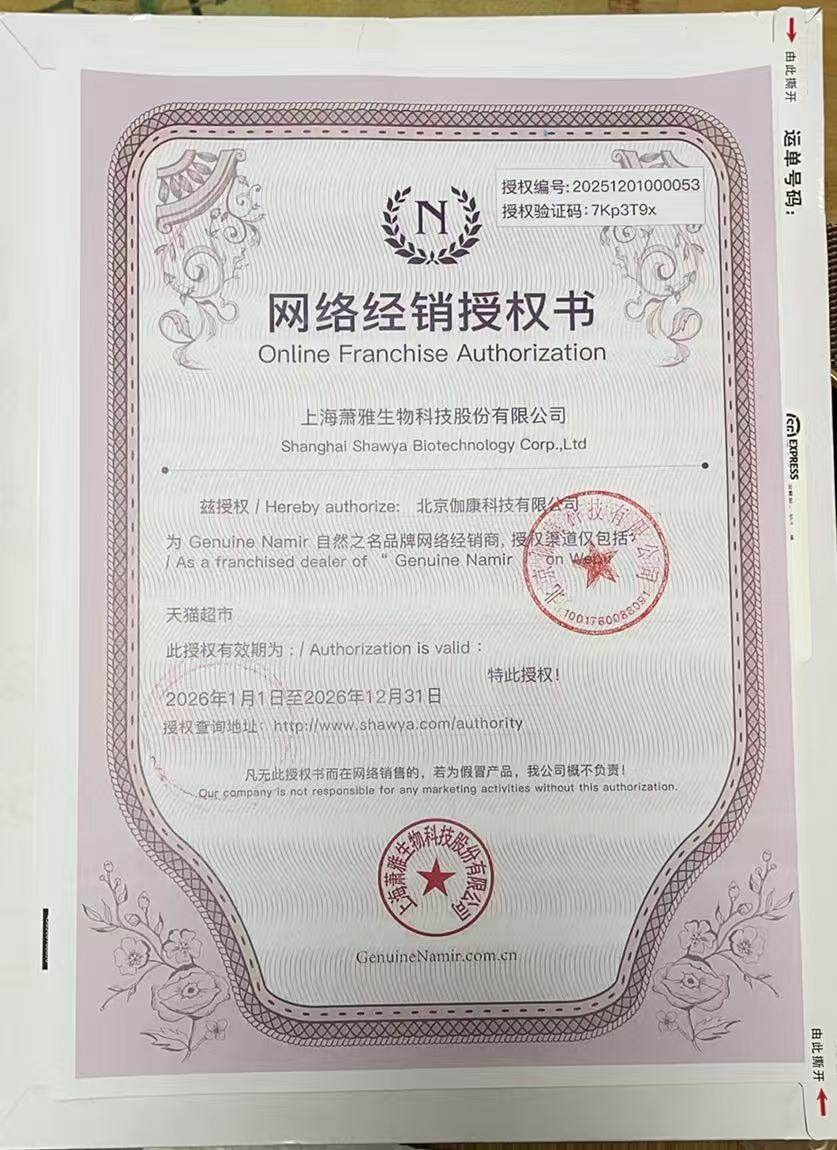 由此撕开
运单号码：
EXPRESS
N
授权编号：20251201000053
授权验证码：7Kp3T9x
网络经销授权书
Online Franchise Authorization
上海萧雅生物科技股份有限公司
Shanghai Shawya Biotechnology Corp.,Ltd
兹授权 / Hereby authorize: 北京伽康科技有限公司
为 Genuine Namir 自然之名品牌网络经销商, 授权渠道仅包括:
/ As a franchised dealer of “ Genuine Namir on
天猫超市
此授权有效期为：/ Authorization is valid :
特此授权！
2026年1月1日至2026年12月31日
授权查询地址：http://www.shawya.com/authority
凡无此授权书而在网络销售的，若为假冒产品，我公司概不负责！
Our company is not responsible for any marketing activities without this authorization.
上海萧雅生物科技股份有限公司
GenuineNamir.com.cn
由此撕开